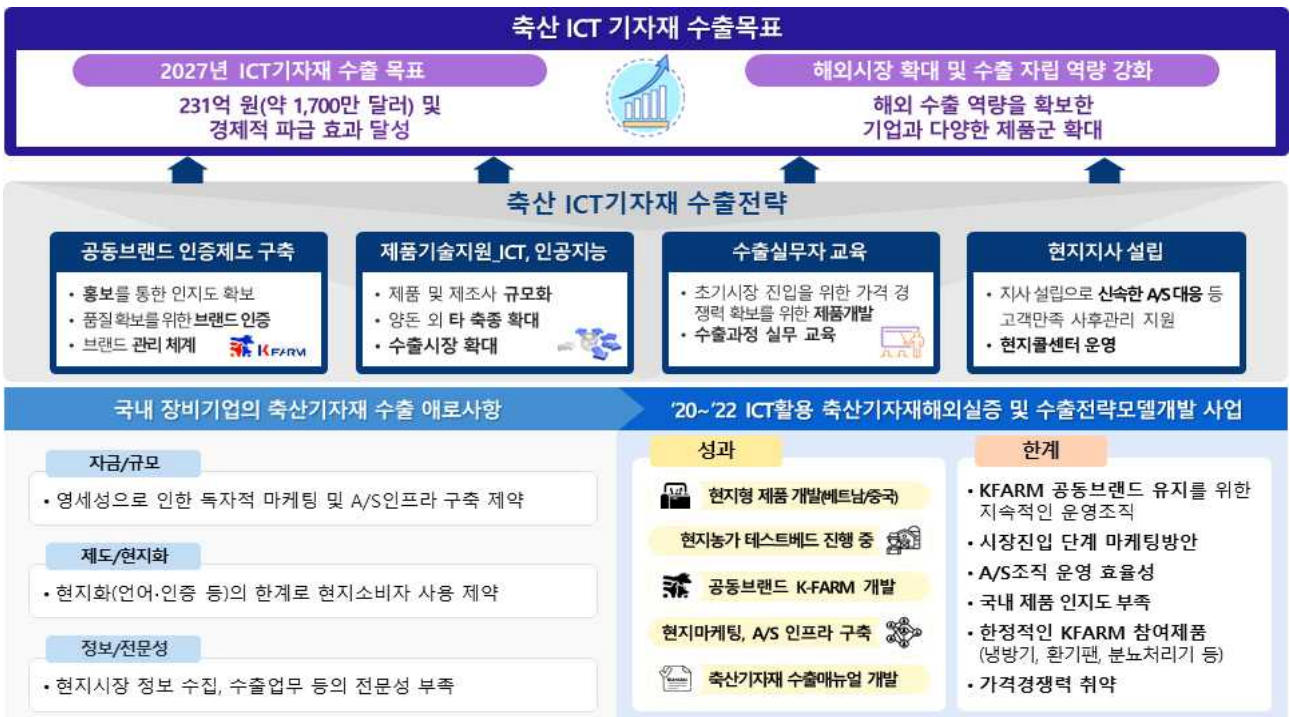 축산 ICT 기자재 수출목표
2027년 ICT기자재 수출 목표
231억 원(약 1,700만 달러) 및
경제적 파급 효과 달성
해외시장 확대 및 수출 자립 역량 강화
해외 수출 역량을 확보한
기업과 다양한 제품군 확대
축산 ICT기자재 수출전략
공동브랜드 인증제도 구축
• 홍보를 통한 인지도 확보
• 품질확보를 위한 브랜드 인증
• 브랜드 관리 체계
KFARM
제품기술지원_ICT, 인공지능
• 제품 및 제조사 규모화
• 양돈 외 타 축종 확대
• 수출시장 확대
수출실무자 교육
• 초기시장 진입을 위한 가격 경
쟁력 확보를 위한 제품개발
• 수출과정 실무 교육
현지지사 설립
• 지사 설립으로 신속한 A/S 대응 등
고객만족 사후관리 지원
• 현지콜센터 운영
국내 장비기업의 축산기자재 수출 애로사항
자금/규모
• 영세성으로 인한 독자적 마케팅 및 A/S인프라 구축 제약
제도/현지화
• 현지화(언어·인증 등)의 한계로 현지소비자 사용 제약
정보/전문성
• 현지시장 정보 수집, 수출업무 등의 전문성 부족
‘20~’22 ICT활용 축산기자재해외실증 및 수출전략모델개발 사업
성과
현지형 제품 개발(베트남/중국)
현지농가 테스트베드 진행 중
공동브랜드 K-FARM 개발
현지마케팅, A/S 인프라 구축
축산기자재 수출매뉴얼 개발
한계
• KFARM 공동브랜드 유지를 위한
지속적인 운영조직
• 시장진입 단계 마케팅방안
• A/S조직 운영 효율성
• 국내 제품 인지도 부족
• 한정적인 KFARM 참여제품
(냉방기, 환기팬, 분뇨처리기 등)
• 가격경쟁력 취약